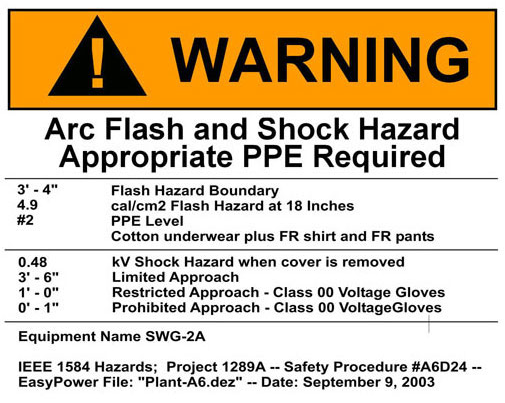 WARNING
Arc Flash and Shock Hazard
Appropriate PPE Required
3' - 4" Flash Hazard Boundary
4.9 cal/cm2 Flash Hazard at 18 Inches
#2 PPE Level
Cotton underwear plus FR shirt and FR pants
0.48 kV Shock Hazard when cover is removed
3' - 6" Limited Approach
1' - 0" Restricted Approach - Class 00 Voltage Gloves
0' - 1" Prohibited Approach - Class 00 VoltageGloves
Equipment Name SWG-2A
IEEE 1584 Hazards; Project 1289A -- Safety Procedure #A6D24 --
EasyPower File: "Plant-A6.dez" -- Date: September 9, 2003